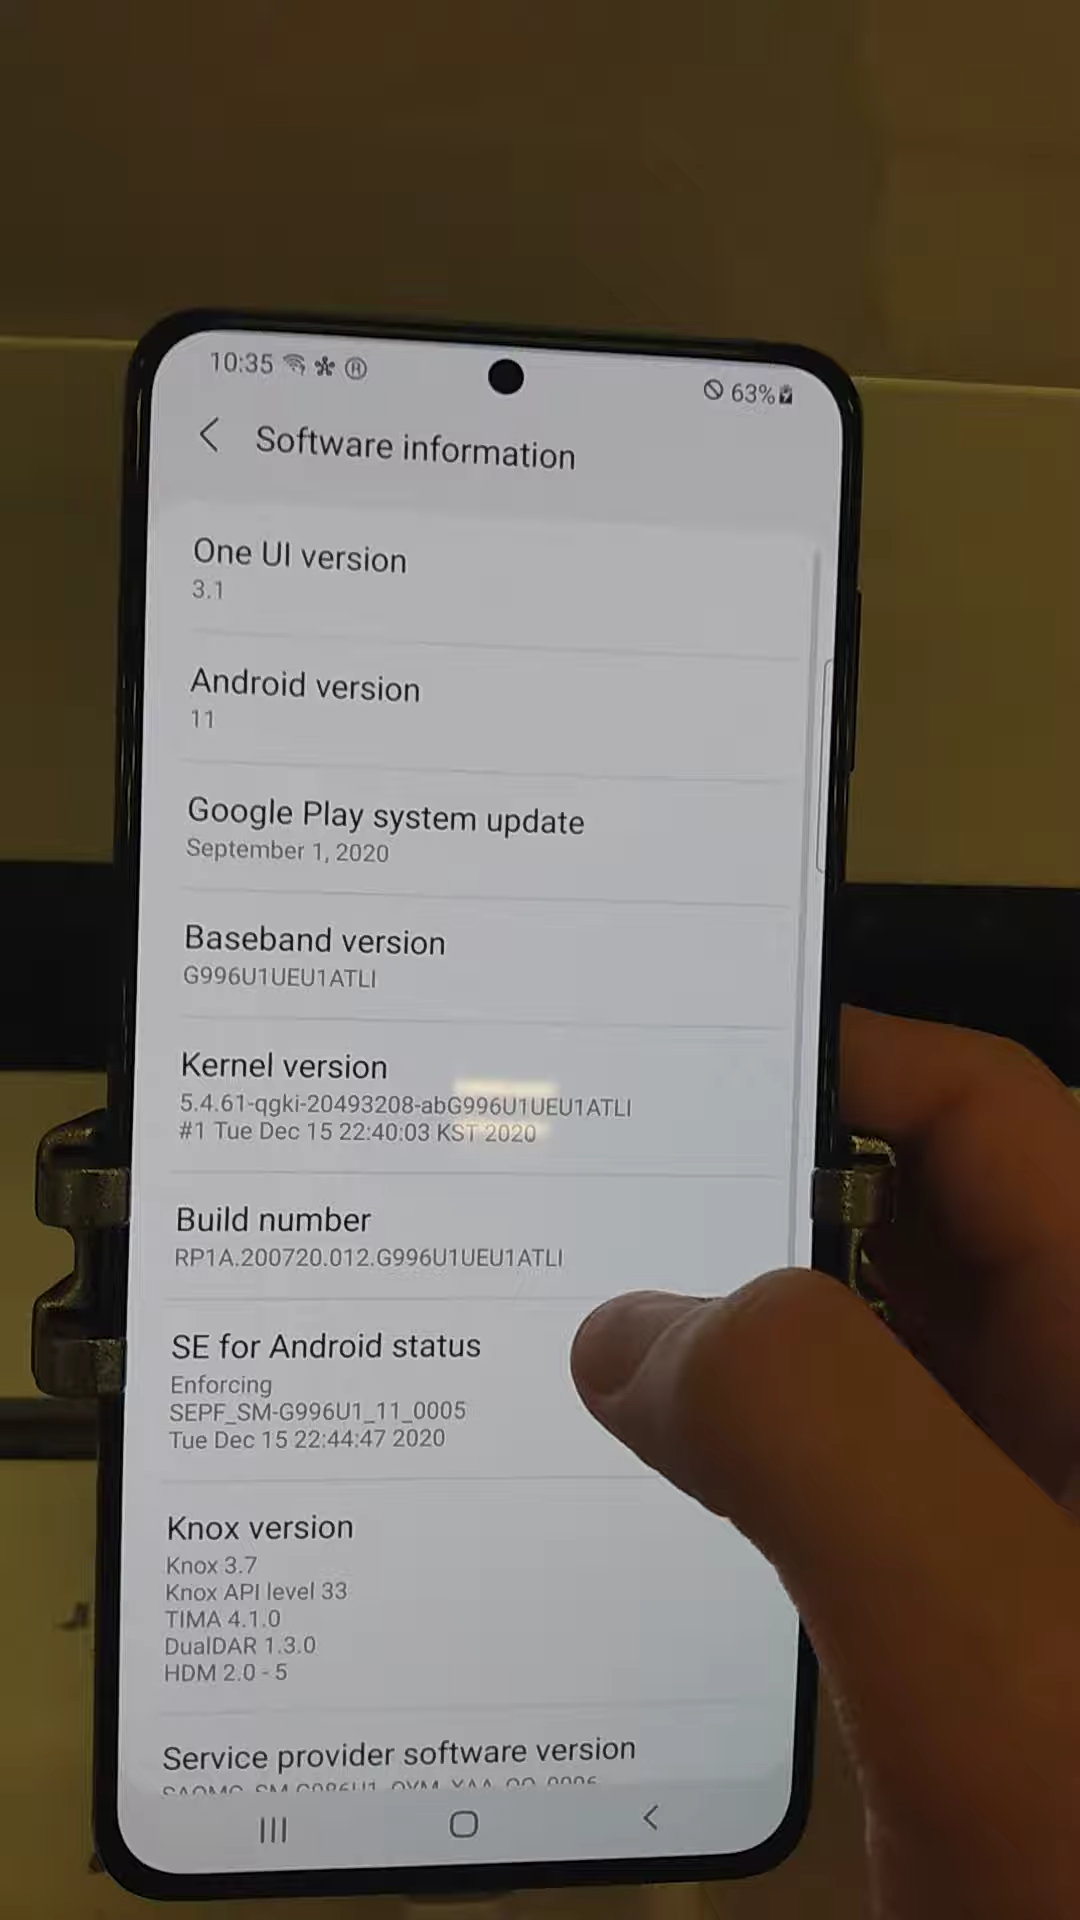 10:35
63%
Software information
One UI version
3.1
Android version
11
Google Play system update
September 1, 2020
Baseband version
G996U1UEU1ATLI
Kernel version
5.4.61-qgki-20493208-abG996U1UEU1ATLI
#1 Tue Dec 15 22:40:03 KST 2020
Build number
RP1A.200720.012.G996U1UEU1ATLI
SE for Android status
Enforcing
SEPF_SM-G996U1_11_0005
Tue Dec 15 22:44:47 2020
Knox version
Knox 3.7
Knox API level 33
TIMA 4.1.0
DualDAR 1.3.0
HDM 2.0 - 5
Service provider software version